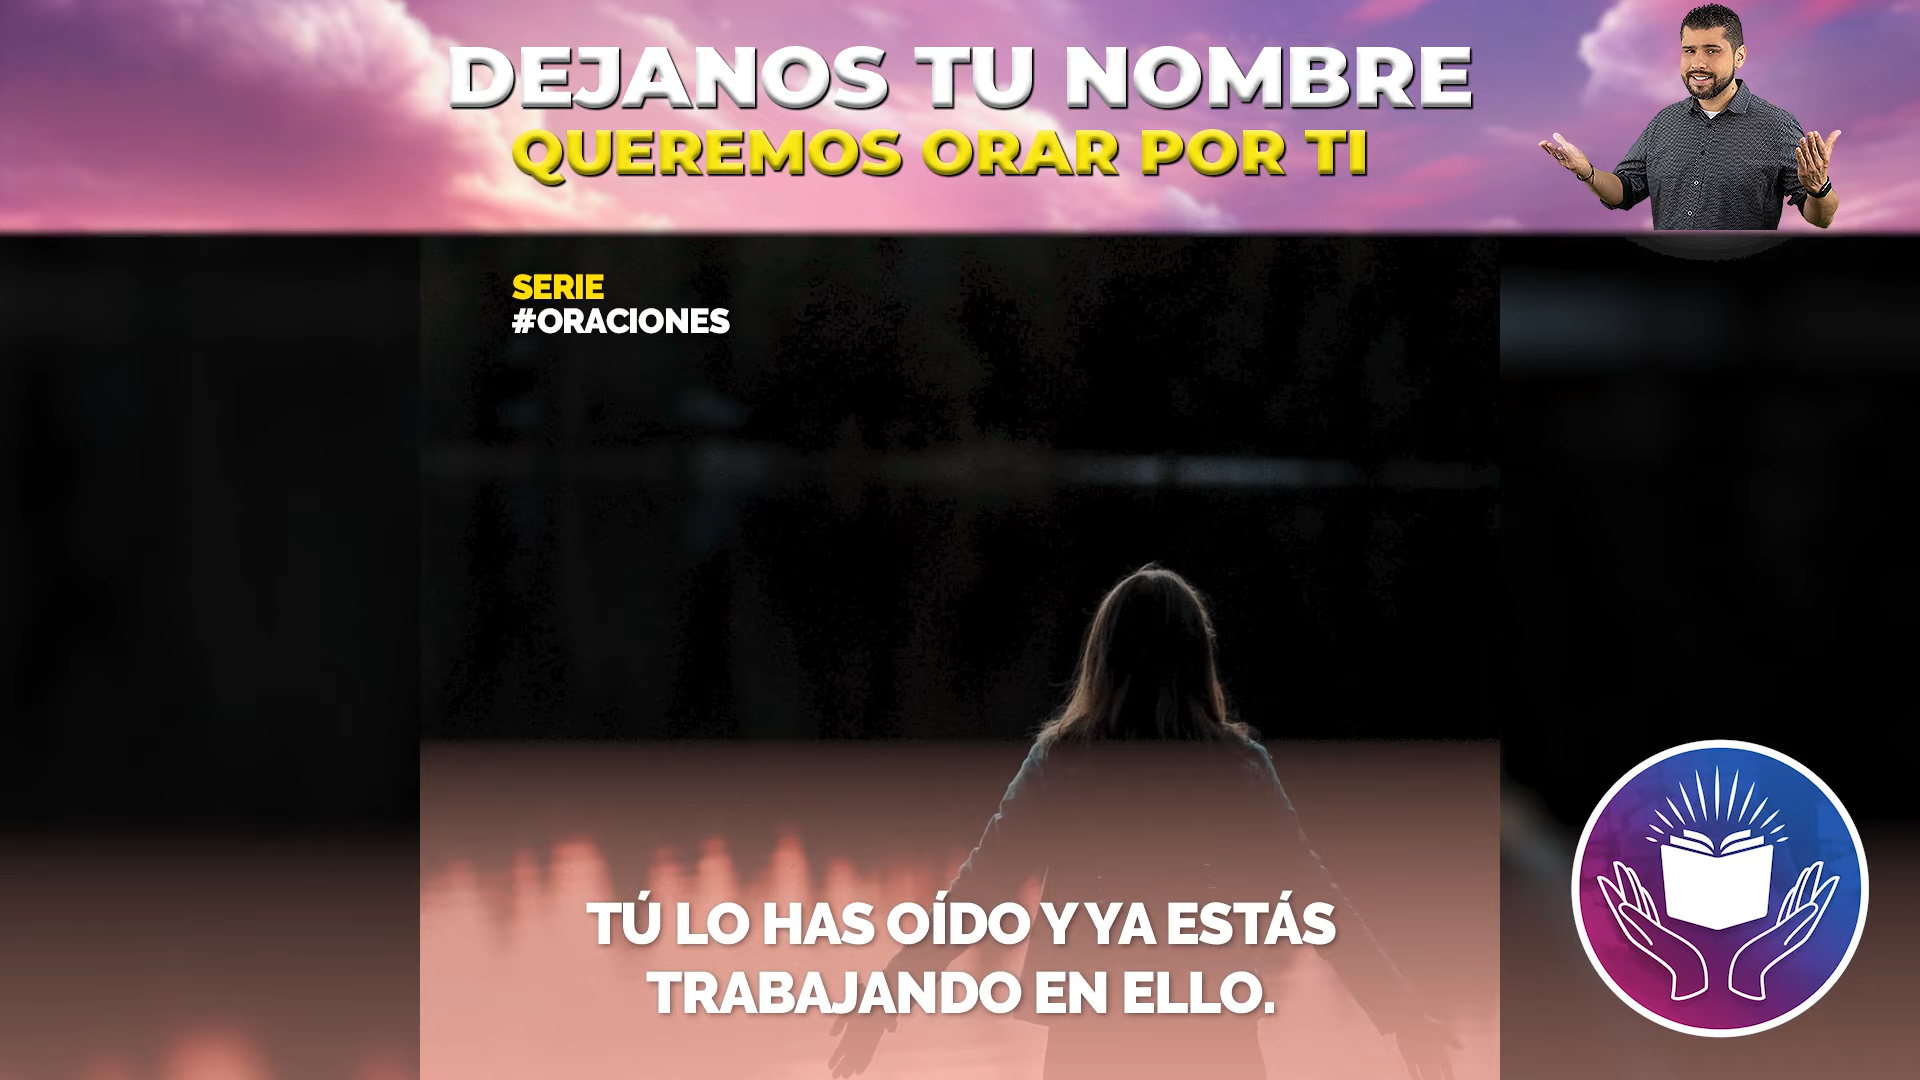 DEJANOS TU NOMBRE
QUEREMOS ORAR POR TI
SERIE
#ORACIONES
TÚ LO HAS OÍDO Y YA ESTÁS
TRABAJANDO EN ELLO.